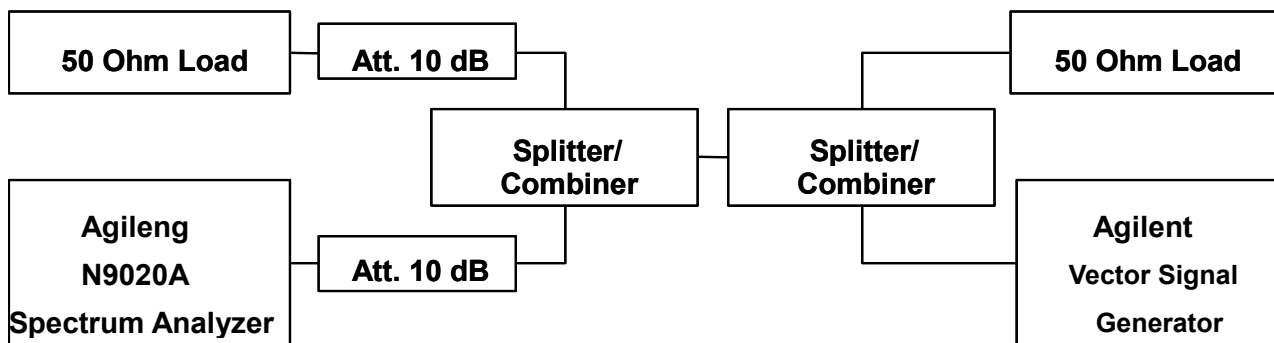 50 Ohm Load
Att. 10 dB
50 Ohm Load
Splitter/
Combiner
Splitter/
Combiner
Agileng
N9020A
Spectrum Analyzer
Att. 10 dB
Agilent
Vector Signal
Generator